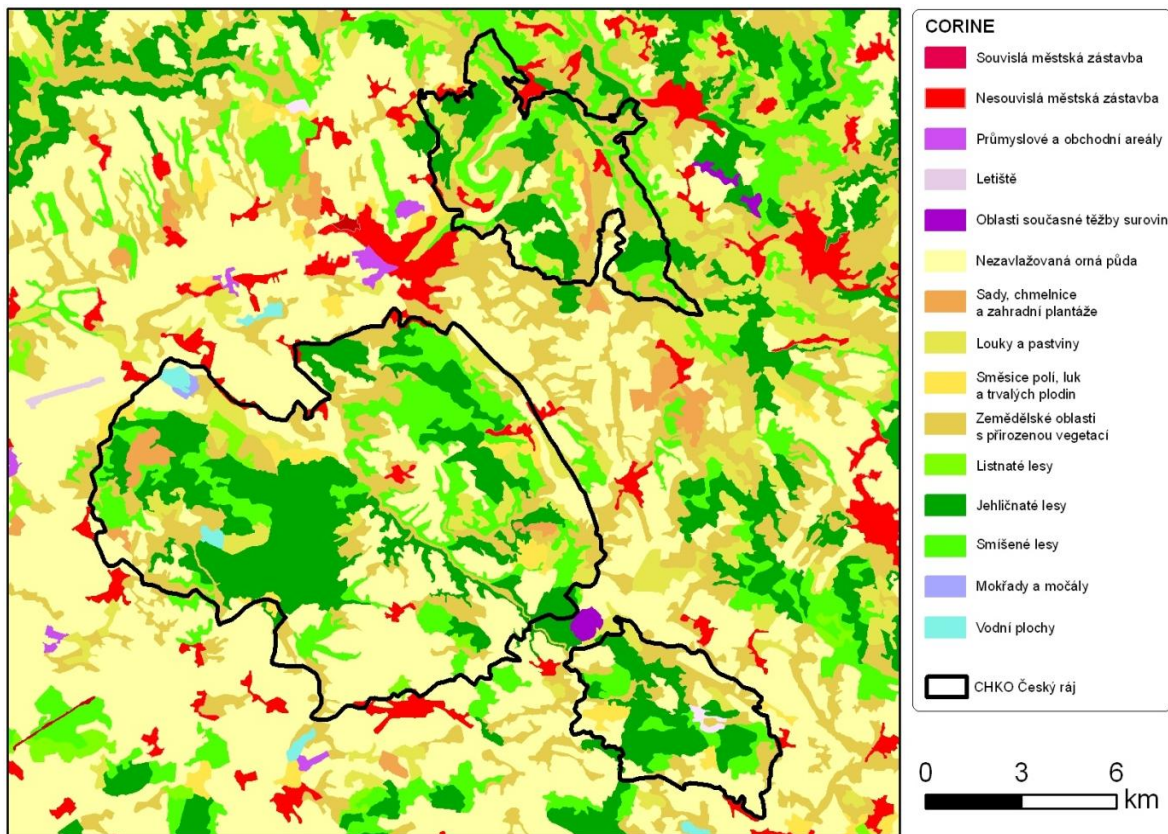 CORINE
Souvislá městská zástavba
Nesouvislá městská zástavba
Průmyslové a obchodní areály
Letiště
Oblasti současné těžby surovin
Nezavlažovaná orná půda
Sady, chmelnice
a zahradní plantáže
Louky a pastviny
Směsice polí, luk
a trvalých plodin
Zemědělské oblasti
s přirozenou vegetací
Listnaté lesy
Jehličnaté lesy
Smíšené lesy
Mokřady a močály
Vodní plochy
CHKO Český ráj
0 3 6
km